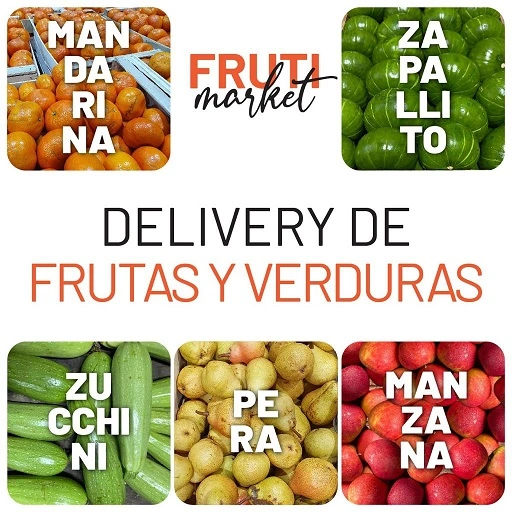 MAN
DA
RI
NA
FRUTI
market
ZA
PA
LLI
TO
DELIVERY DE
FRUTAS Y VERDURAS
ZU
CCHI
NI
PE
RA
MAN
ZA
NA